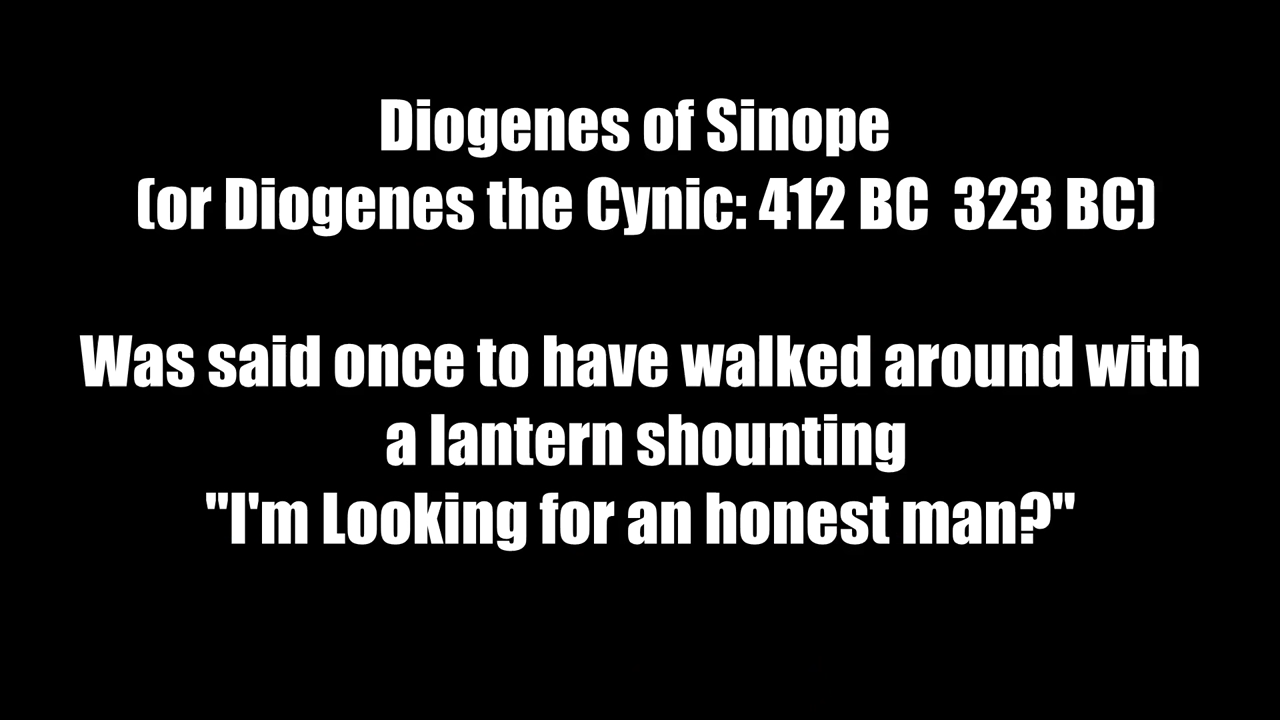 Diogenes of Sinope
(or Diogenes the Cynic: 412 BC  323 BC)
Was said once to have walked around with
a lantern shounting
"I'm Looking for an honest man?"